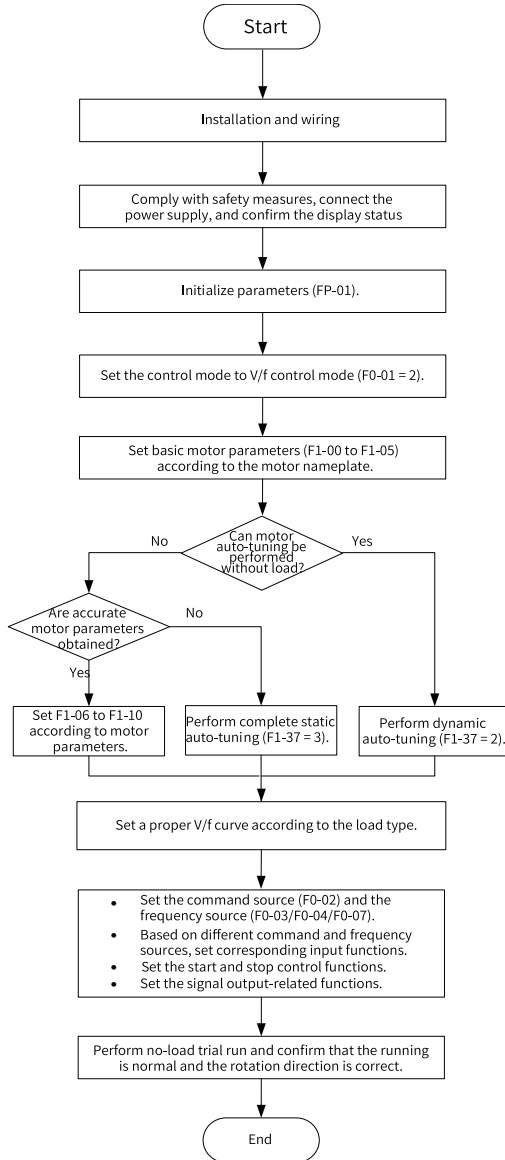 Start
Installation and wiring
Comply with safety measures, connect the
power supply, and confirm the display status
Initialize parameters (FP-01).
Set the control mode to V/f control mode (F0-01 = 2).
Set basic motor parameters (F1-00 to F1-05)
according to the motor nameplate.
Can motor
auto-tuning be
performed
without load?
No
Yes
Are accurate
motor parameters
obtained?
No
Yes
Set F1-06 to F1-10
according to motor
parameters.
Perform complete static
auto-tuning (F1-37 = 3).
Perform dynamic
auto-tuning (F1-37 = 2).
Set a proper V/f curve according to the load type.
• Set the command source (F0-02) and the
frequency source (F0-03/F0-04/F0-07).
• Based on different command and frequency
sources, set corresponding input functions.
• Set the start and stop control functions.
• Set the signal output-related functions.
Perform no-load trial run and confirm that the running
is normal and the rotation direction is correct.
End